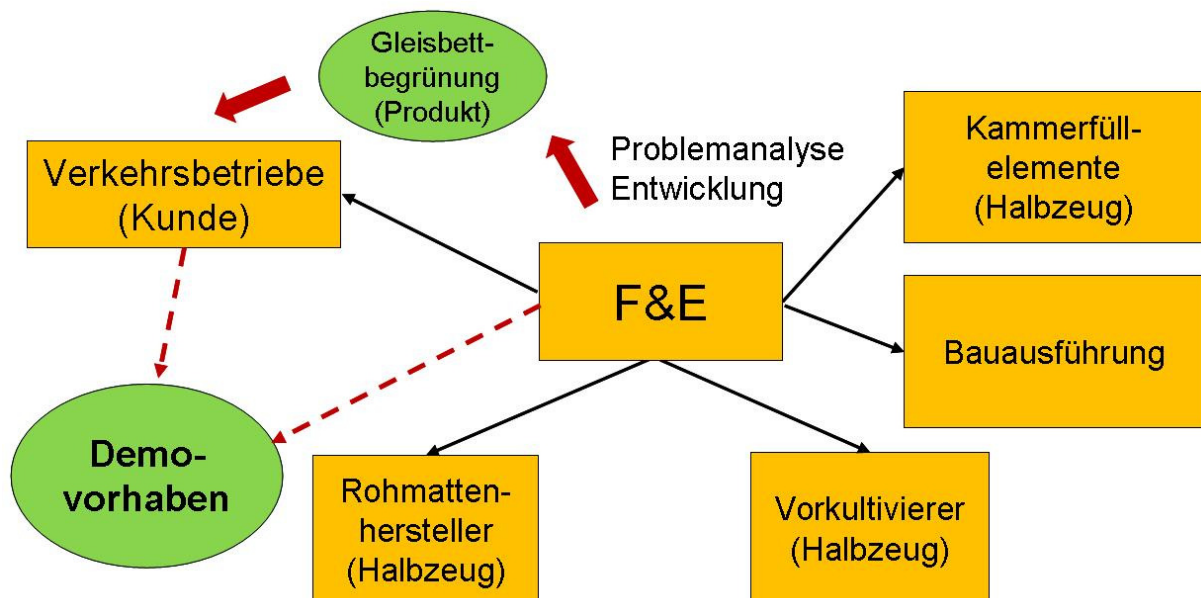 Gleisbett-
begrünung
(Produkt)
Verkehrsbetriebe
(Kunde)
Problemanalyse
Entwicklung
Kammerfüll-
elemente
(Halbzeug)
F&E
Bauausführung
Demo-
vorhaben
Rohmatten-
hersteller
(Halbzeug)
Vorkultivierer
(Halbzeug)